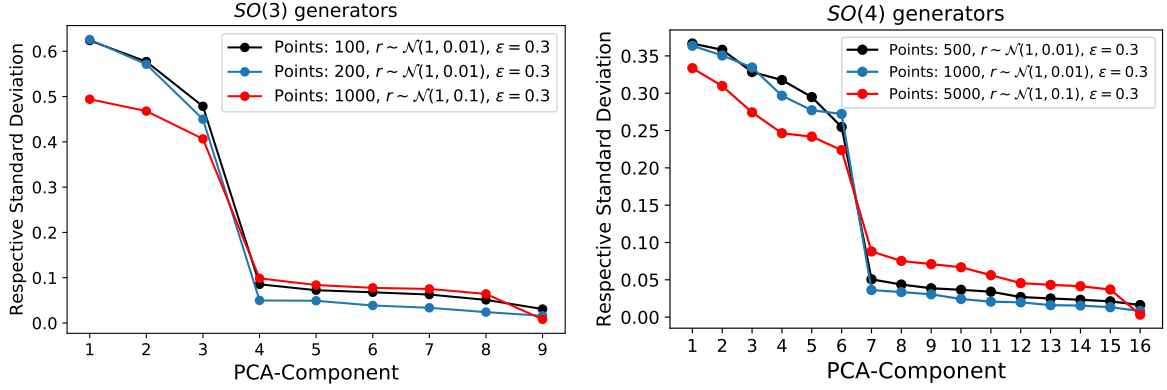 SO(3) generators
Respective Standard Deviation
0.6
0.5
0.4
0.3
0.2
0.1
0.0
Points: 100, r ~ 𝒩(1, 0.01), ε = 0.3
Points: 200, r ~ 𝒩(1, 0.01), ε = 0.3
Points: 1000, r ~ 𝒩(1, 0.1), ε = 0.3
1 2 3 4 5 6 7 8 9
PCA-Component
SO(4) generators
Respective Standard Deviation
0.35
0.30
0.25
0.20
0.15
0.10
0.05
0.00
Points: 500, r ~ 𝒩(1, 0.01), ε = 0.3
Points: 1000, r ~ 𝒩(1, 0.01), ε = 0.3
Points: 5000, r ~ 𝒩(1, 0.1), ε = 0.3
1 2 3 4 5 6 7 8 9 10 11 12 13 14 15 16
PCA-Component